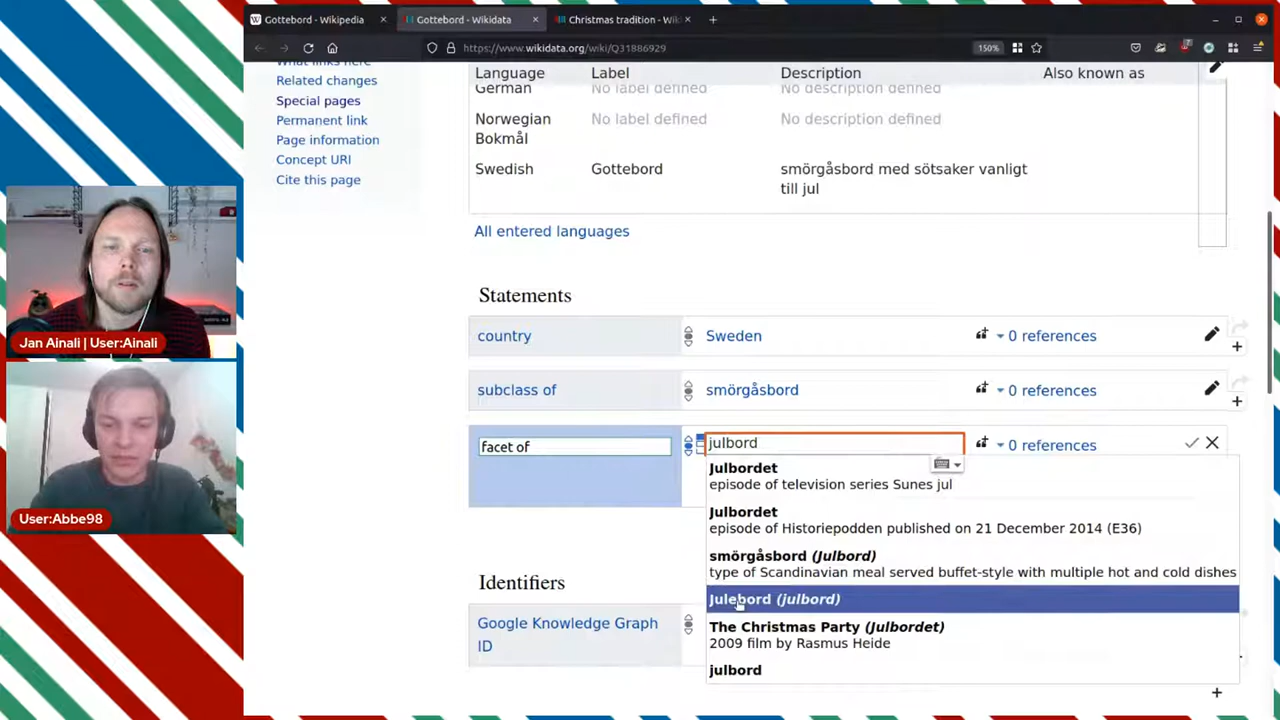 Gottebord - Wikipedia
Gottebord - Wikidata
Christmas tradition - Wik
https://www.wikidata.org/wiki/Q31886929
150%
What links here
Related changes
Special pages
Permanent link
Page information
Concept URI
Cite this page
Language Label Description Also known as
German No label defined No description defined
Norwegian No label defined No description defined
Bokmål
Swedish Gottebord smörgåsbord med sötsaker vanligt
till jul
All entered languages
Statements
country Sweden 0 references
subclass of smörgåsbord 0 references
facet of julbord 0 references
Julbordet
episode of television series Sunes jul
Julbordet
episode of Historiepodden published on 21 December 2014 (E36)
smörgåsbord (Julbord)
type of Scandinavian meal served buffet-style with multiple hot and cold dishes
Julebord (julbord)
The Christmas Party (Julbordet)
2009 film by Rasmus Heide
julbord
Identifiers
Google Knowledge Graph
ID
Jan Ainali | User:Ainali
User:Abbe98